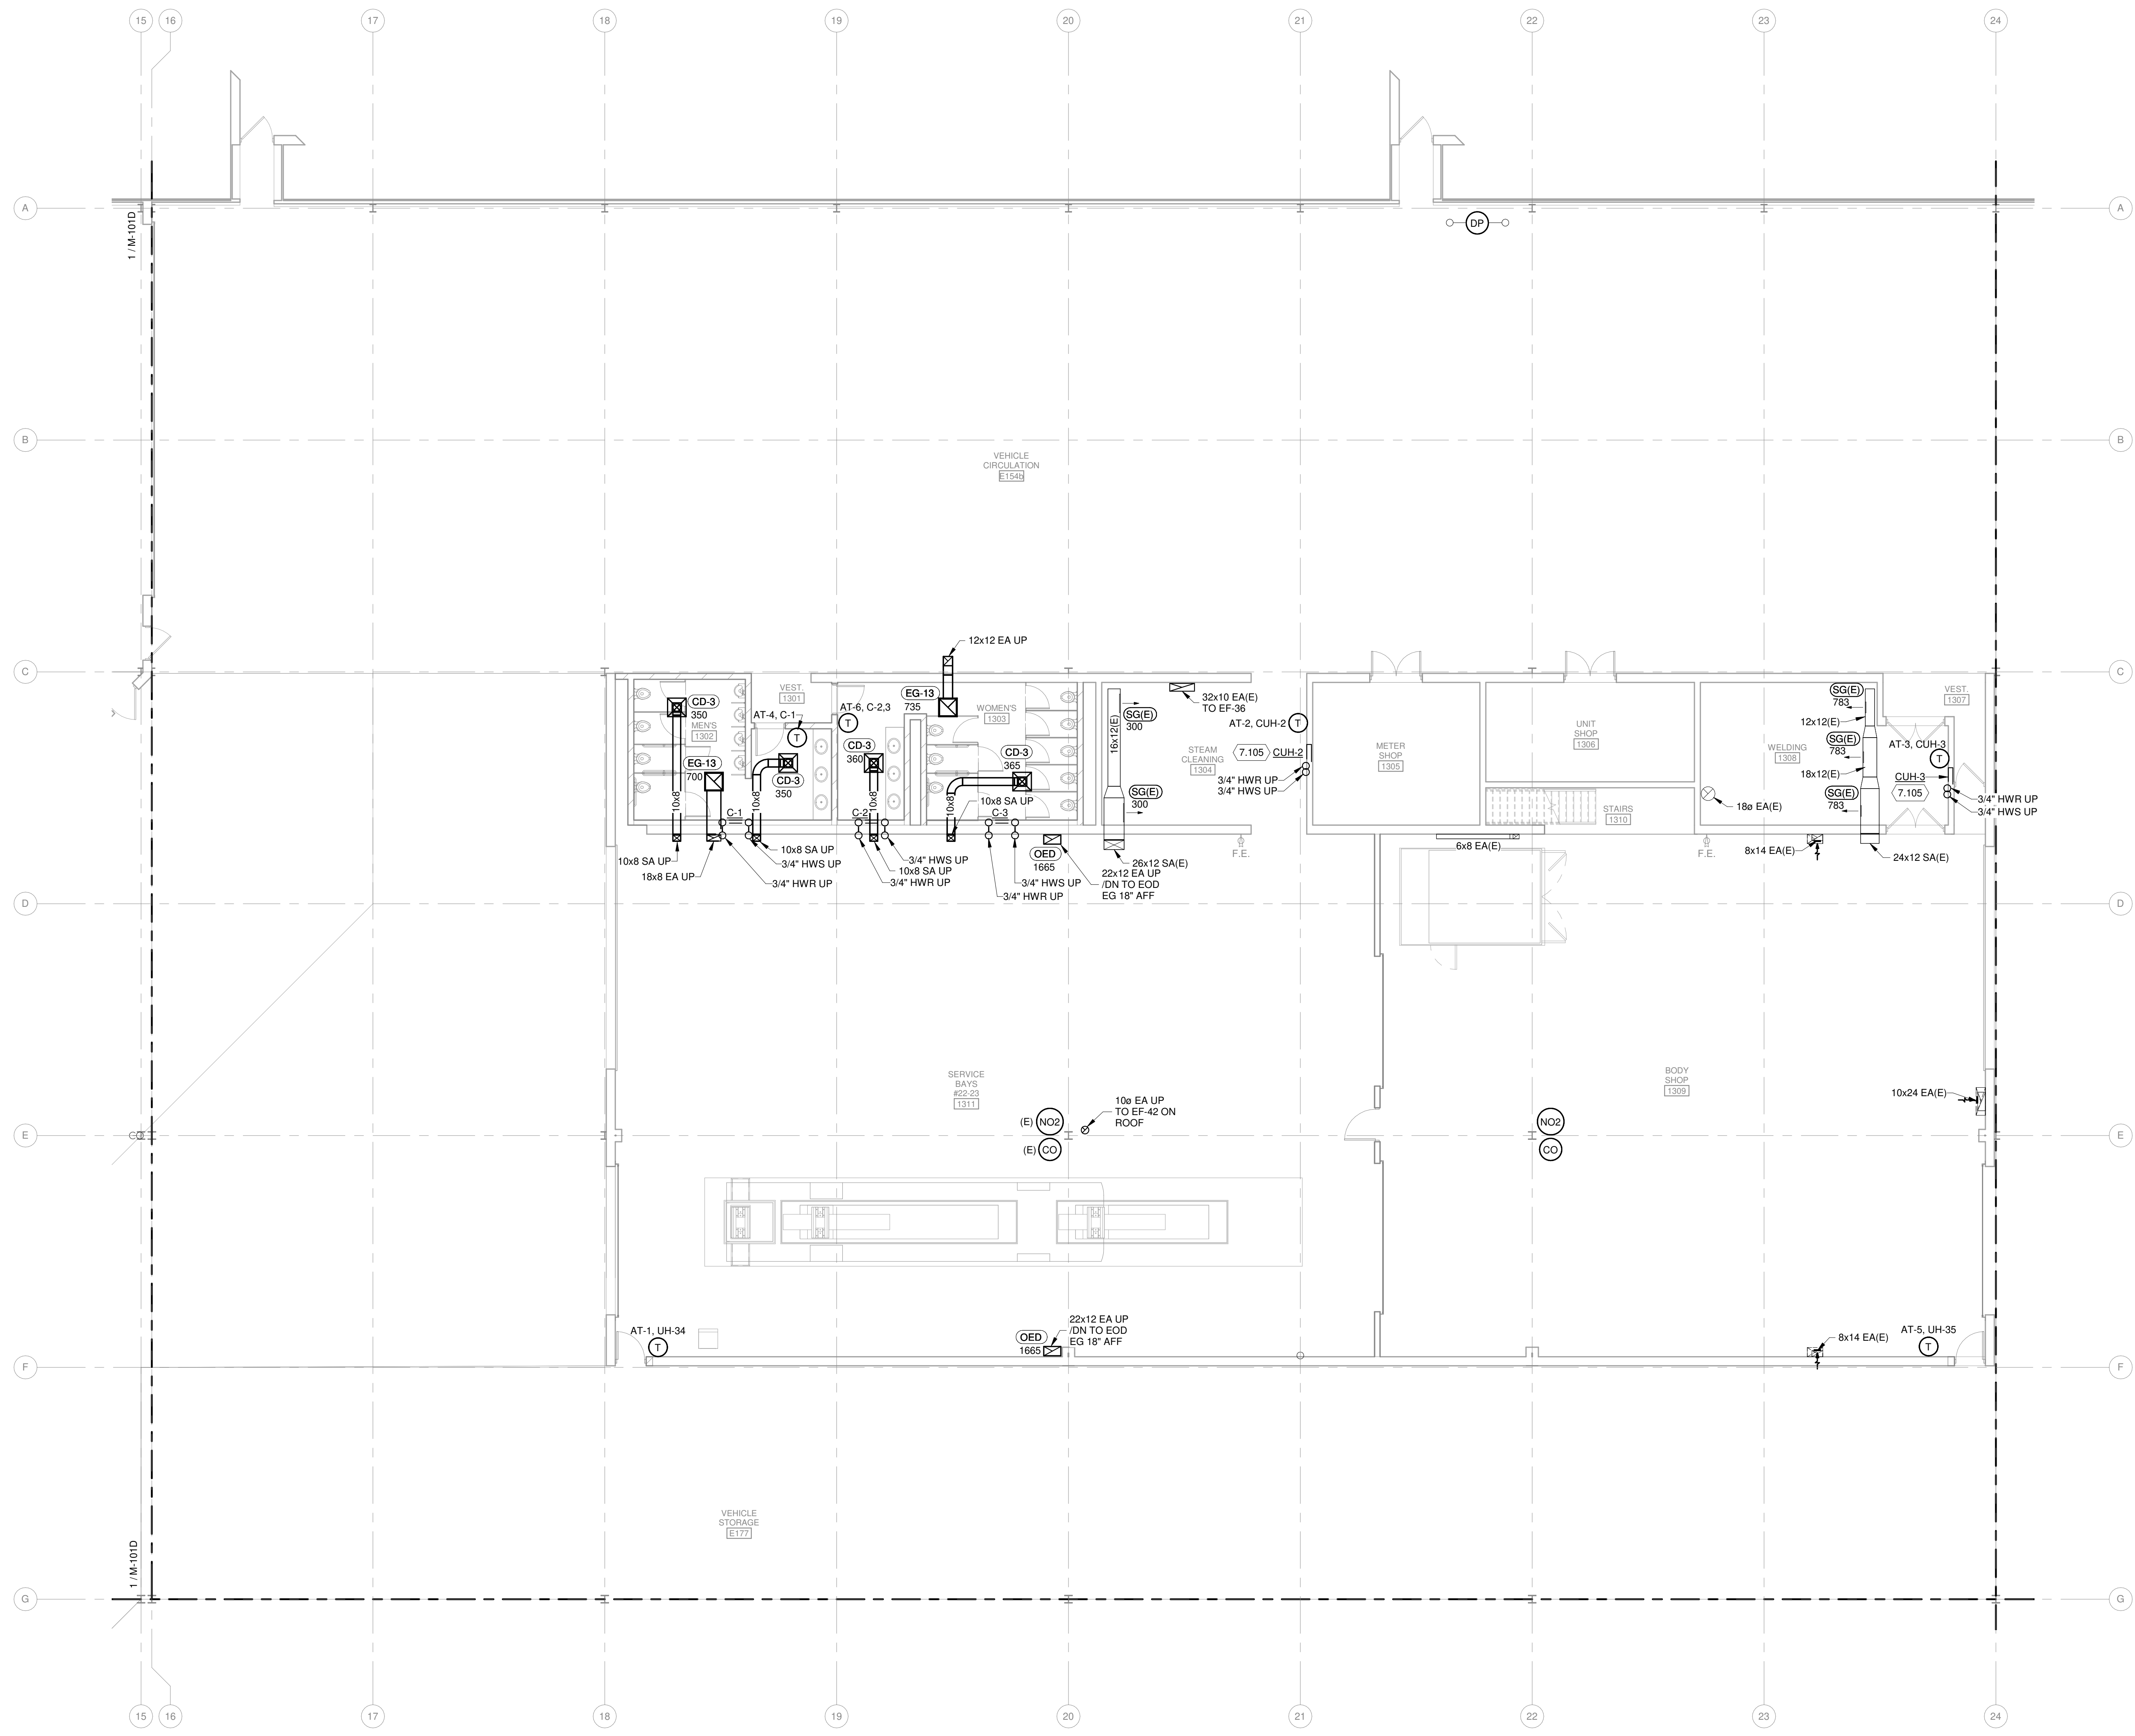 15
16
17
18
19
20
21
22
23
24
A
A
1 / M-101D
DP
B
B
VEHICLE
CIRCULATION
E154b
12x12 EA UP
C
C
CD-3
350
MEN'S
1302
VEST.
1301
AT-4, C-1
T
AT-6, C-2,3
T
EG-13
735
WOMEN'S
1303
EG-13
700
CD-3
350
CD-3
360
CD-3
365
10x8
10x8
10x8
10x8
10x8 SA UP
C-1
C-2
C-3
16x12(E)
SG(E)
300
SG(E)
300
32x10 EA(E)
TO EF-36
STEAM
CLEANING
1304
AT-2, CUH-2
T
7.105
CUH-2
3/4" HWR UP
3/4" HWS UP
METER
SHOP
1305
UNIT
SHOP
1306
STAIRS
1310
WELDING
1308
18ø EA(E)
SG(E)
783
12x12(E)
SG(E)
783
18x12(E)
SG(E)
783
VEST.
1307
AT-3, CUH-3
T
CUH-3
7.105
3/4" HWR UP
3/4" HWS UP
10x8 SA UP
18x8 EA UP
10x8 SA UP
3/4" HWS UP
3/4" HWR UP
3/4" HWS UP
10x8 SA UP
3/4" HWR UP
3/4" HWS UP
3/4" HWR UP
OED
1665
26x12 SA(E)
22x12 EA UP
/DN TO EOD
EG 18" AFF
F.E.
6x8 EA(E)
F.E.
8x14 EA(E)
24x12 SA(E)
D
D
SERVICE
BAYS
#22-23
1311
BODY
SHOP
1309
10x24 EA(E)
10ø EA UP
TO EF-42 ON
ROOF
(E)
NO2
(E)
CO
NO2
CO
E
E
AT-1, UH-34
T
OED
1665
22x12 EA UP
/DN TO EOD
EG 18" AFF
8x14 EA(E)
AT-5, UH-35
T
F
F
VEHICLE
STORAGE
E177
1 / M-101D
G
G
15
16
17
18
19
20
21
22
23
24